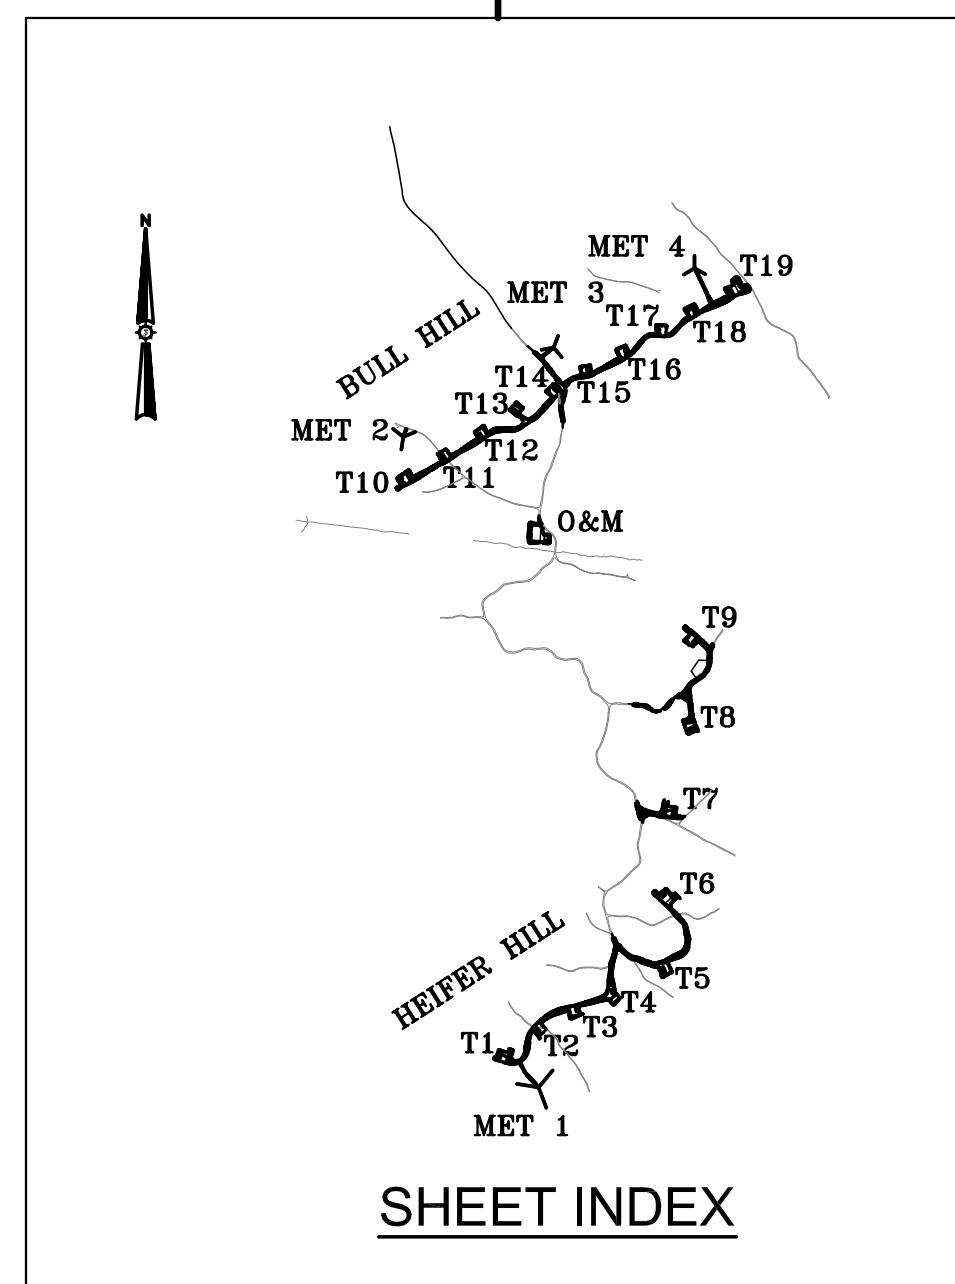 N
MET 4
T19
MET 3
T17
T18
BULL HILL
T16
T14
T15
T13
MET 2
T12
T10
T11
O&M
T9
T8
T7
T6
HEIFER HILL
T5
T4
T3
T1
T2
MET 1
SHEET INDEX